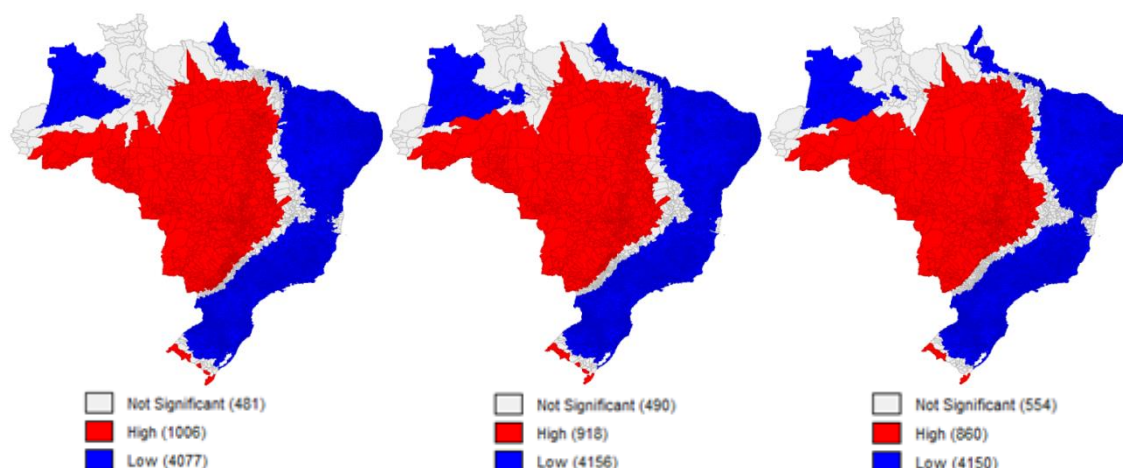 Not Significant (481)
High (1006)
Low (4077)
Not Significant (490)
High (918)
Low (4156)
Not Significant (554)
High (860)
Low (4150)